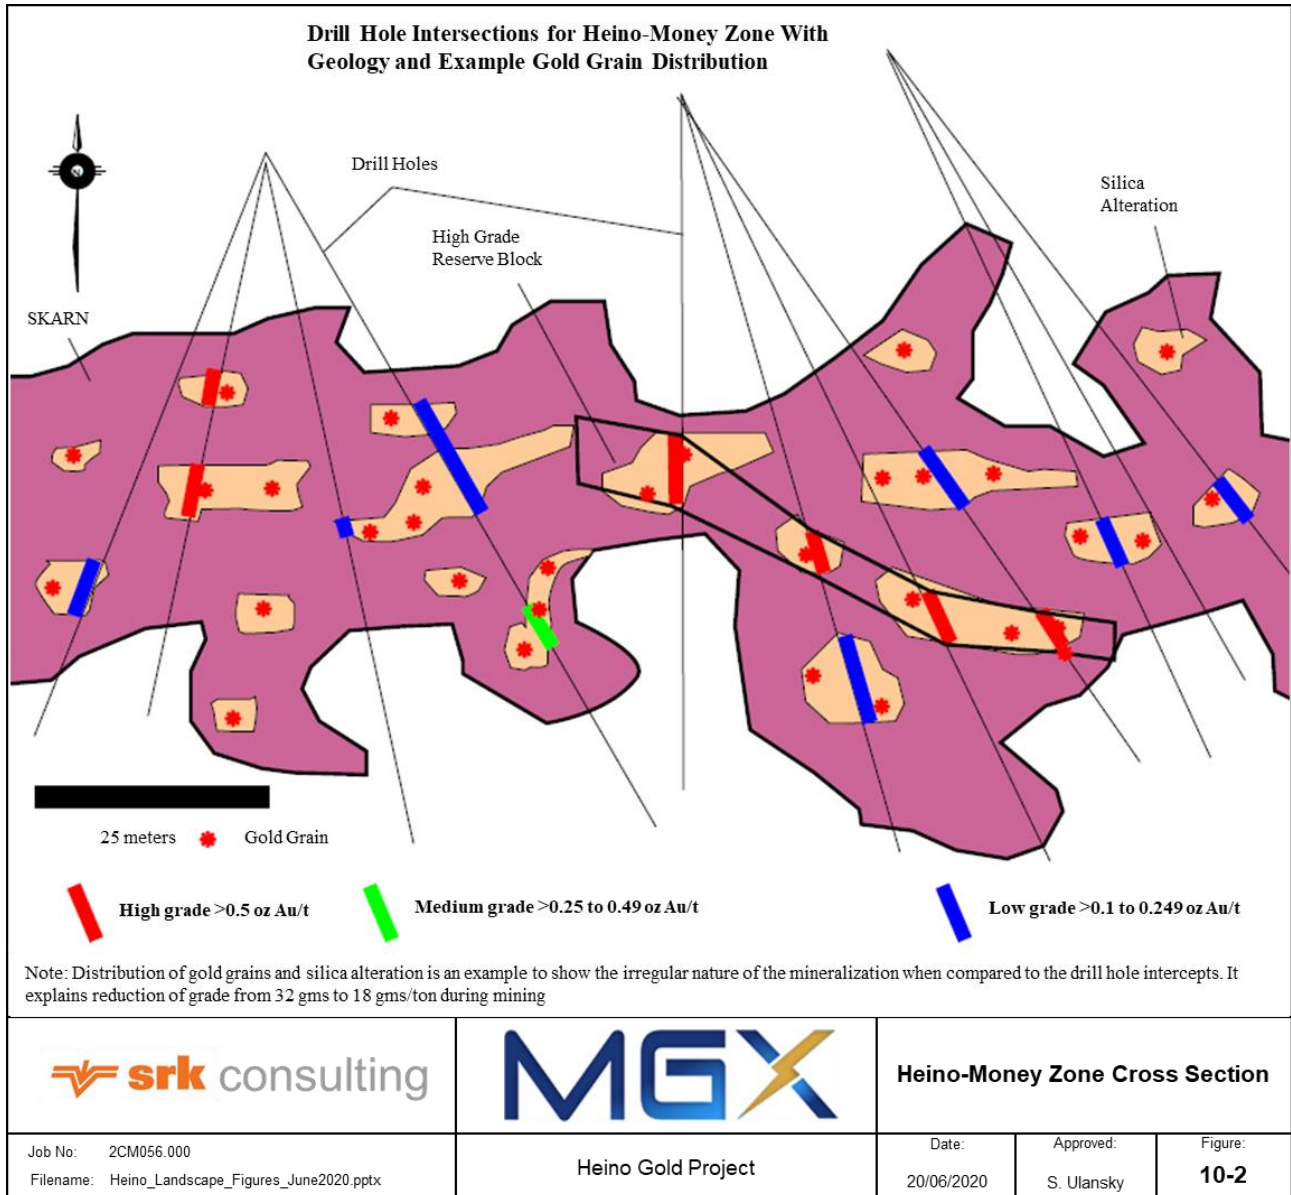 Drill Hole Intersections for Heino-Money Zone With
Geology and Example Gold Grain Distribution
Drill Holes
Silica
Alteration
High Grade
Reserve Block
SKARN
25 meters
Gold Grain
High grade >0.5 oz Au/t
Medium grade >0.25 to 0.49 oz Au/t
Low grade >0.1 to 0.249 oz Au/t
Note: Distribution of gold grains and silica alteration is an example to show the irregular nature of the mineralization when compared to the drill hole intercepts. It
explains reduction of grade from 32 gms to 18 gms/ton during mining
srk consulting
MGX
Heino-Money Zone Cross Section
Job No: 2CM056.000
Filename: Heino_Landscape_Figures_June2020.pptx
Heino Gold Project
Date:
20/06/2020
Approved:
S. Ulansky
Figure:
10-2